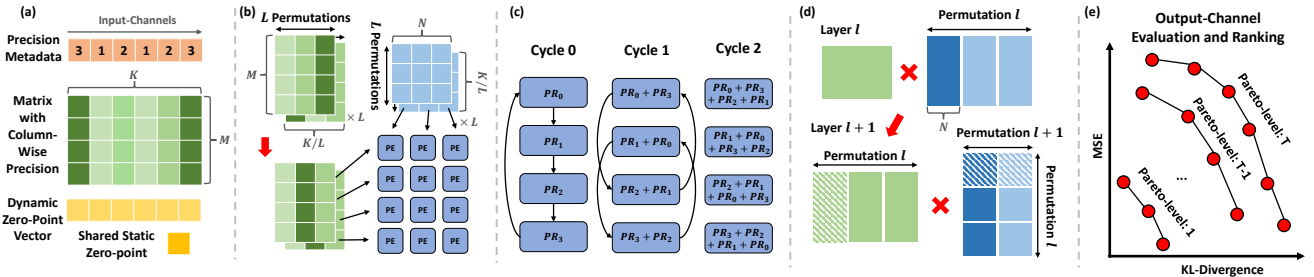 (a)
Input-Channels
Precision
Metadata
3 1 2 1 2 3
K
Matrix
with
Column-
Wise
Precision
M
Dynamic
Zero-Point
Vector
Shared Static
Zero-point
(b)
L Permutations
M
K/L
× L
L Permutations
N
K/L
× L
PE PE PE
PE PE PE
PE PE PE
PE PE PE
(c)
Cycle 0 Cycle 1 Cycle 2
PR0 PR0 + PR3 PR0 + PR3
+ PR2 + PR1
PR1 PR1 + PR0 PR1 + PR0
+ PR3 + PR2
PR2 PR2 + PR1 PR2 + PR1
+ PR0 + PR3
PR3 PR3 + PR2 PR3 + PR2
+ PR1 + PR0
(d)
Permutation l
Layer l
N
Layer l + 1
Permutation l
Permutation l + 1
Permutation l
(e)
Output-Channel
Evaluation and Ranking
MSE
Pareto-level: T
Pareto-level: T-1
...
Pareto-level: 1
KL-Divergence